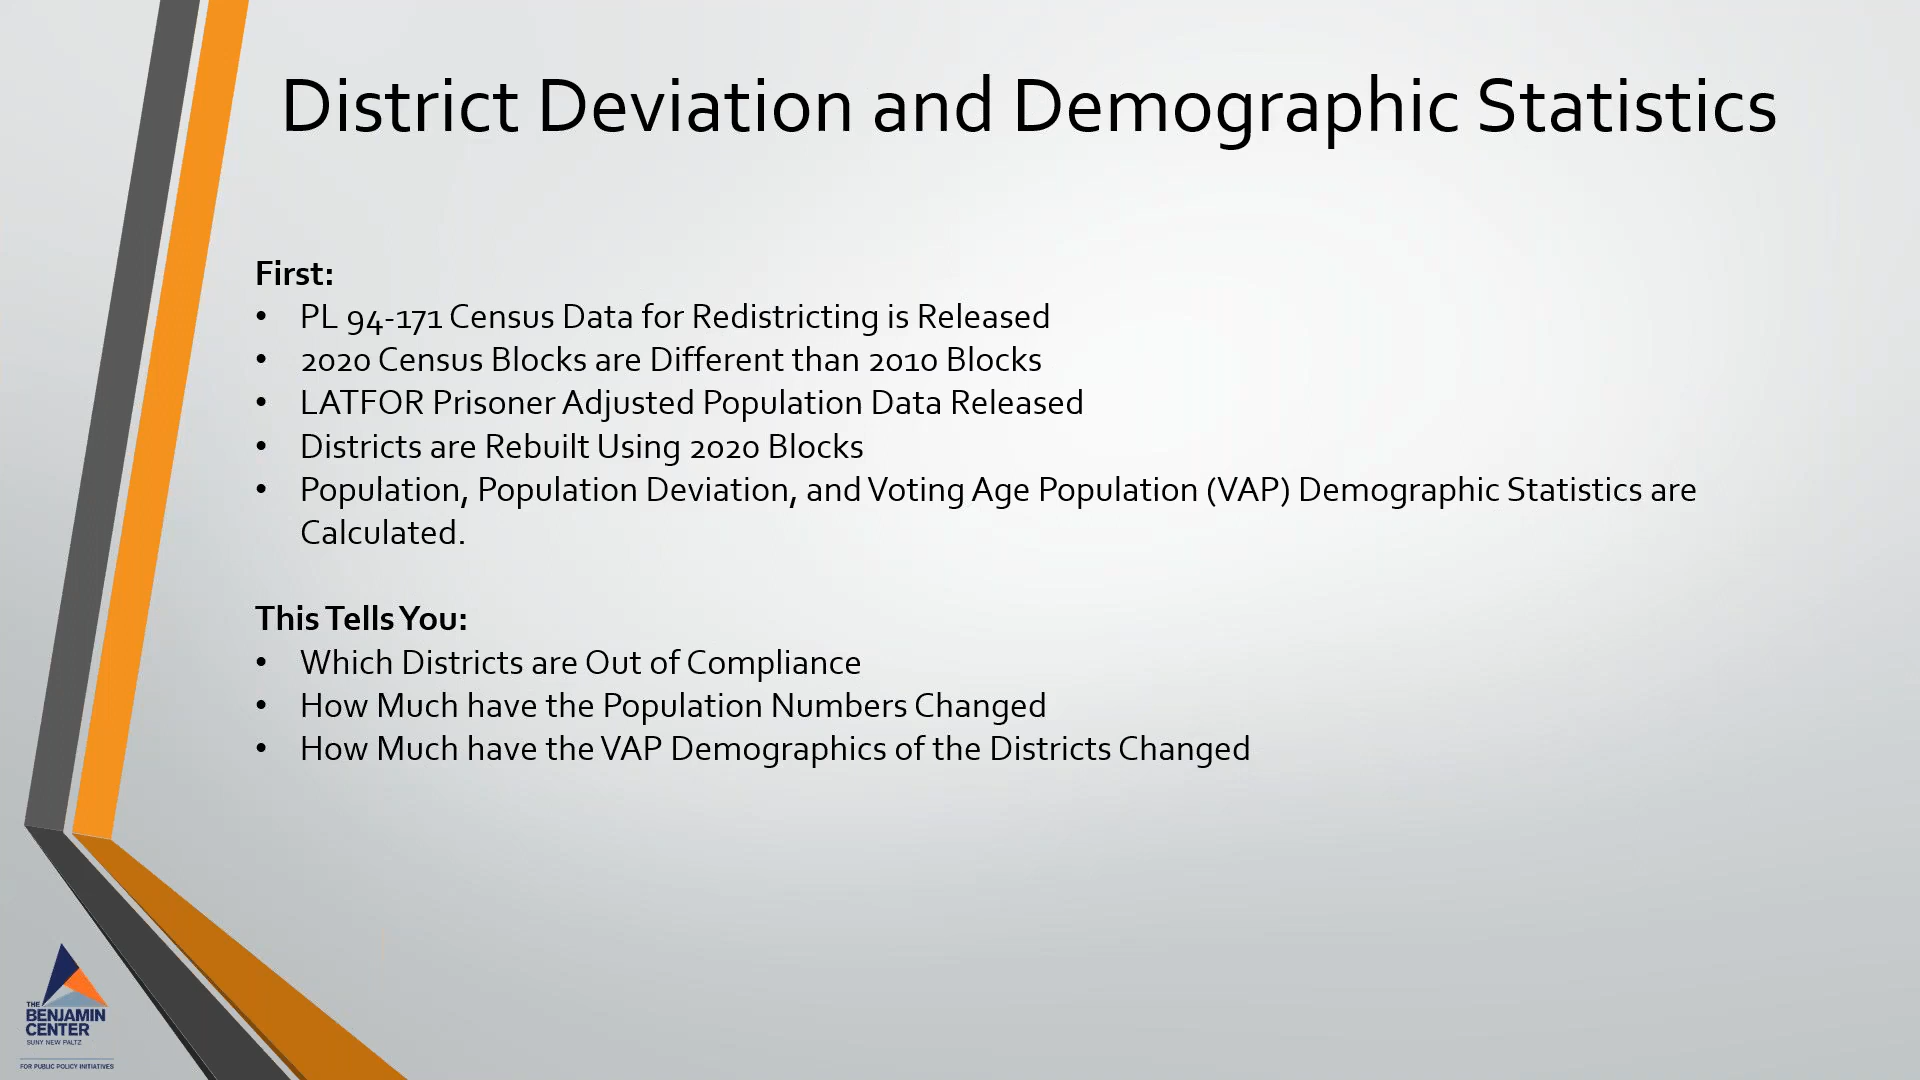 District Deviation and Demographic Statistics
First:
• PL 94-171 Census Data for Redistricting is Released
• 2020 Census Blocks are Different than 2010 Blocks
• LATFOR Prisoner Adjusted Population Data Released
• Districts are Rebuilt Using 2020 Blocks
• Population, Population Deviation, and Voting Age Population (VAP) Demographic Statistics are
Calculated.
This Tells You:
• Which Districts are Out of Compliance
• How Much have the Population Numbers Changed
• How Much have the VAP Demographics of the Districts Changed
THE
BENJAMIN
CENTER
SUNY NEW PALTZ
FOR PUBLIC POLICY INITIATIVES